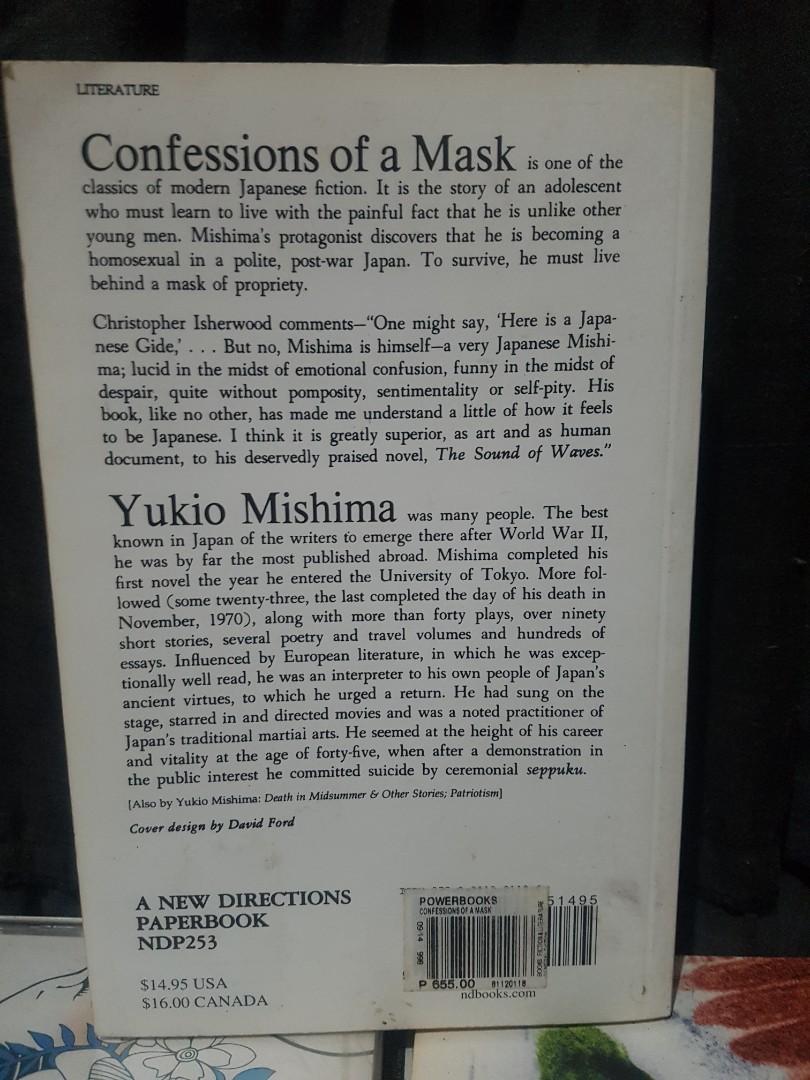 LITERATURE
Confessions of a Mask is one of the
classics of modern Japanese fiction. It is the story of an adolescent
who must learn to live with the painful fact that he is unlike other
young men. Mishima's protagonist discovers that he is becoming a
homosexual in a polite, post-war Japan. To survive, he must live
behind a mask of propriety.
Christopher Isherwood comments—“One might say, ‘Here is a Japa-
nese Gide,’ . . . But no, Mishima is himself—a very Japanese Mishi-
ma; lucid in the midst of emotional confusion, funny in the midst of
despair, quite without pomposity, sentimentality or self-pity. His
book, like no other, has made me understand a little of how it feels
to be Japanese. I think it is greatly superior, as art and as human
document, to his deservedly praised novel, The Sound of Waves.”
Yukio Mishima was many people. The best
known in Japan of the writers to emerge there after World War II,
he was by far the most published abroad. Mishima completed his
first novel the year he entered the University of Tokyo. More fol-
lowed (some twenty-three, the last completed the day of his death in
November, 1970), along with more than forty plays, over ninety
short stories, several poetry and travel volumes and hundreds of
essays. Influenced by European literature, in which he was excep-
tionally well read, he was an interpreter to his own people of Japan's
ancient virtues, to which he urged a return. He had sung on the
stage, starred in and directed movies and was a noted practitioner of
Japan's traditional martial arts. He seemed at the height of his career
and vitality at the age of forty-five, when after a demonstration in
the public interest he committed suicide by ceremonial seppuku.
[Also by Yukio Mishima: Death in Midsummer & Other Stories; Patriotism]
Cover design by David Ford
A NEW DIRECTIONS
PAPERBOOK
NDP253
$14.95 USA
$16.00 CANADA
POWERBOOKS
CONFESSIONS OF A MASK
51495
0914 998
P 655.00 81120118
ndbooks.com